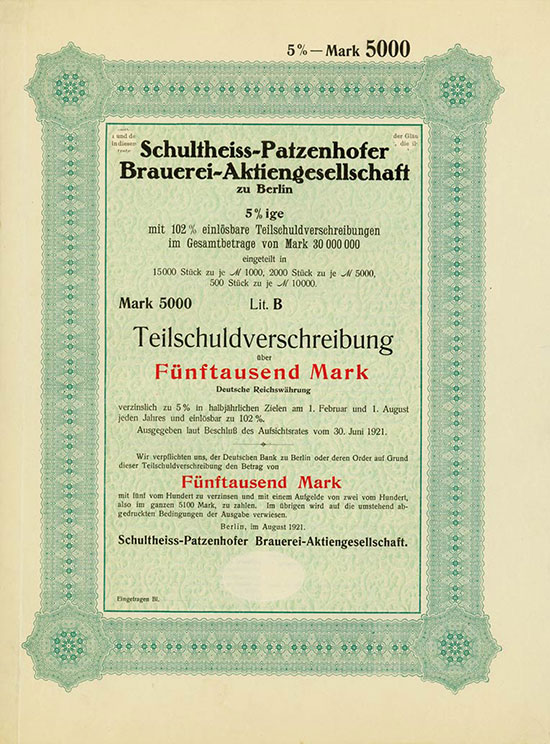 5% — Mark 5000
Schultheiss-Patzenhofer
Brauerei-Aktiengesellschaft
zu Berlin
5% ige
mit 102% einlösbare Teilschuldverschreibungen
im Gesamtbetrage von Mark 30 000 000
eingeteilt in
15000 Stück zu je ℳ 1000, 2000 Stück zu je ℳ 5000,
500 Stück zu je ℳ 10000.
Mark 5000 Lit. B
Teilschuldverschreibung
über
Fünftausend Mark
Deutsche Reichswährung
verzinslich zu 5% in halbjährlichen Zielen am 1. Februar und 1. August
jeden Jahres und einlösbar zu 102%.
Ausgegeben laut Beschluß des Aufsichtsrates vom 30. Juni 1921.
Wir verpflichten uns, der Deutschen Bank zu Berlin oder deren Order auf Grund
dieser Teilschuldverschreibung den Betrag von
Fünftausend Mark
mit fünf vom Hundert zu verzinsen und mit einem Aufgelde von zwei vom Hundert,
also im ganzen 5100 Mark, zu zahlen. Im übrigen wird auf die umstehend ab-
gedruckten Bedingungen der Ausgabe verwiesen.
Berlin, im August 1921.
Schultheiss-Patzenhofer Brauerei-Aktiengesellschaft.
Eingetragen Bl.